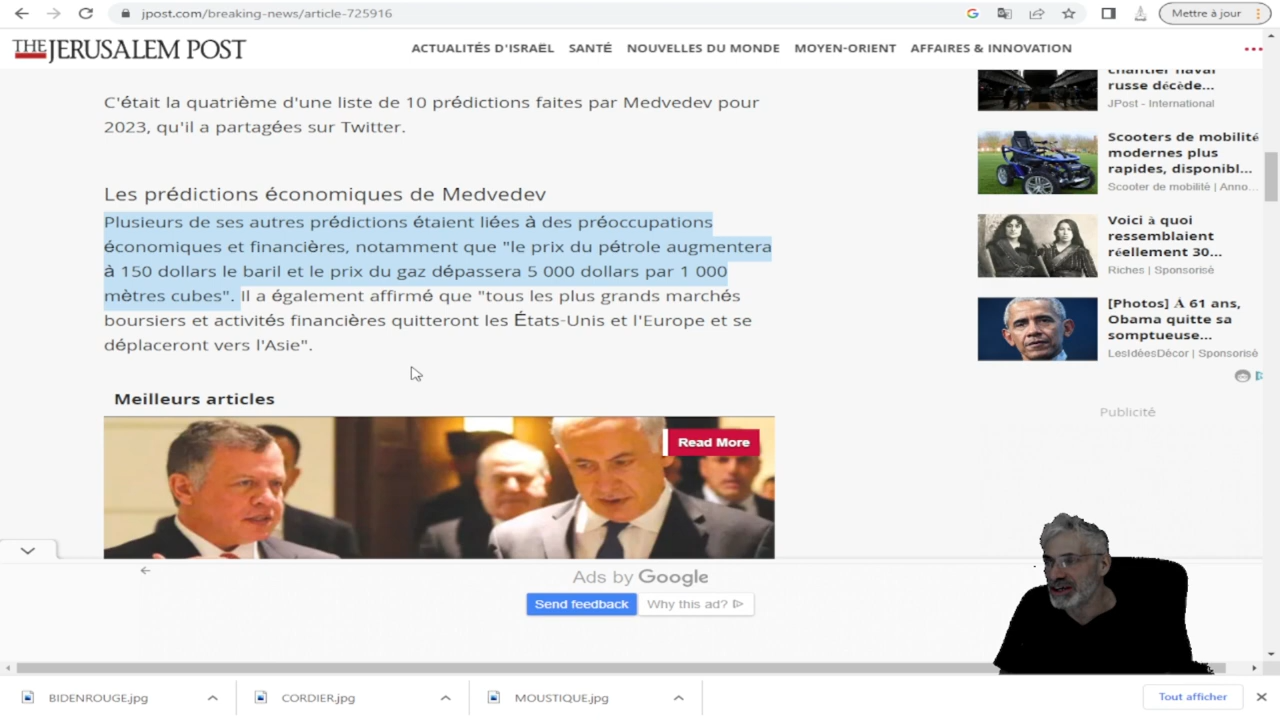 jpost.com/breaking-news/article-725916
Mettre à jour
THE JERUSALEM POST
ACTUALITÉS D'ISRAËL SANTÉ NOUVELLES DU MONDE MOYEN-ORIENT AFFAIRES & INNOVATION
C'était la quatrième d'une liste de 10 prédictions faites par Medvedev pour
2023, qu'il a partagées sur Twitter.
Les prédictions économiques de Medvedev
Plusieurs de ses autres prédictions étaient liées à des préoccupations
économiques et financières, notamment que "le prix du pétrole augmentera
à 150 dollars le baril et le prix du gaz dépassera 5 000 dollars par 1 000
mètres cubes". Il a également affirmé que "tous les plus grands marchés
boursiers et activités financières quitteront les États-Unis et l'Europe et se
déplaceront vers l'Asie".
Meilleurs articles
Read More
chantier naval
russe décède...
JPost - International
Scooters de mobilité
modernes plus
rapides, disponibl...
Scooter de mobilité | Anno...
Voici à quoi
ressemblaient
réellement 30...
Riches | Sponsorisé
[Photos] À 61 ans,
Obama quitte sa
somptueuse...
LesIdéesDécor | Sponsorisé
Publicité
Ads by Google
Send feedback
Why this ad?
BIDENROUGE.jpg
CORDIER.jpg
MOUSTIQUE.jpg
Tout afficher